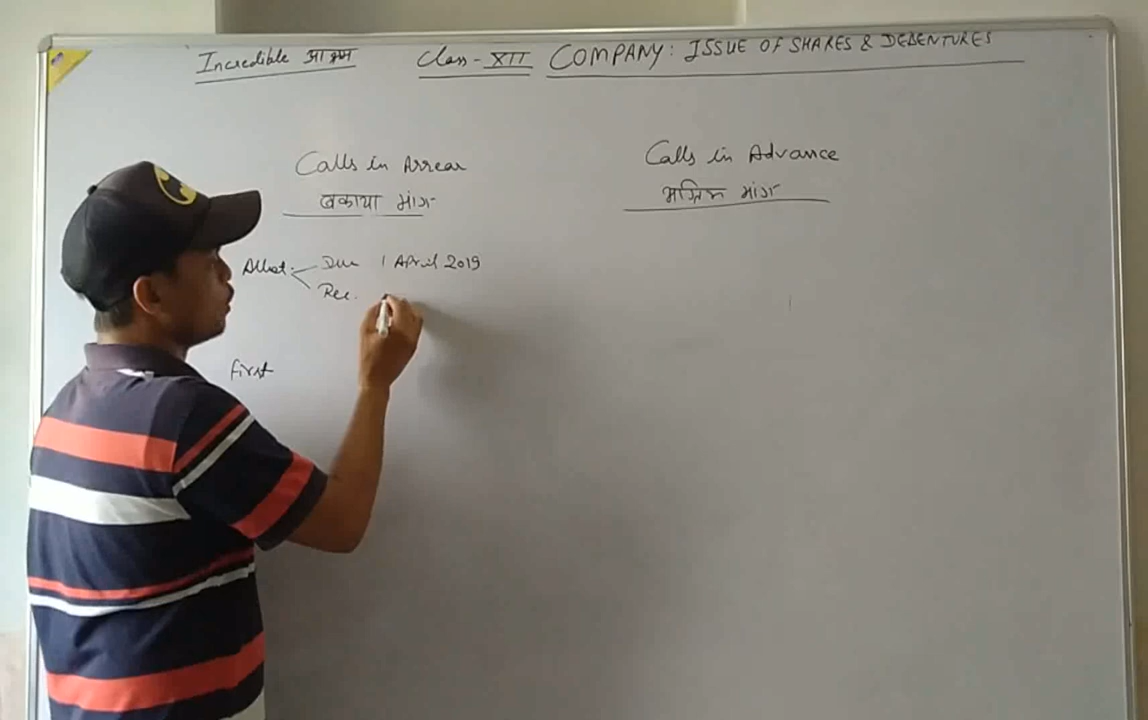 Incredible आश्रम Class - XII COMPANY: ISSUE OF SHARES & DEBENTURES
Calls in Arrear
बकाया मांग
Calls in Advance
अग्रिम मांग
Allot. Due 1 April 2019
Rec.
First